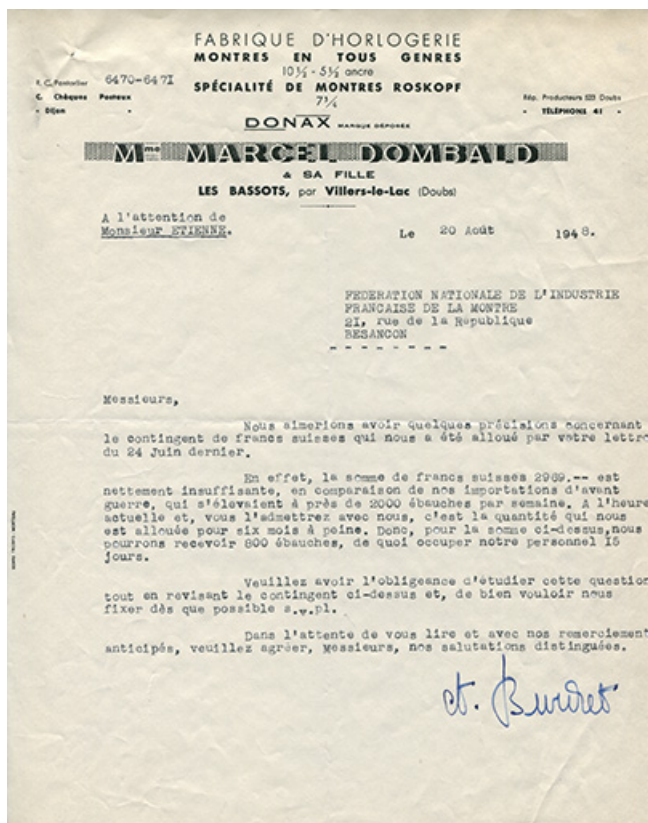 FABRIQUE D'HORLOGERIE
MONTRES EN TOUS GENRES
10½ - 5½ ancre
R. C. Pontarlier 6470-6471
SPÉCIALITÉ DE MONTRES ROSKOPF
C. Chèques Postaux
Rép. Producteurs 523 Doubs
7¾
- Dijon -
- TÉLÉPHONE 41 -
DONAX MARQUE DÉPOSÉE
Mme MARCEL DOMBALD
& SA FILLE
LES BASSOTS, par Villers-le-Lac (Doubs)
A l'attention de
Monsieur ETIENNE.
Le 20 Août 1948.
FEDERATION NATIONALE DE L'INDUSTRIE
FRANCAISE DE LA MONTRE
2I, rue de la République
BESANCON
- - - - - - - -
Messieurs,
Nous aimerions avoir quelques précisions concernant
le contingent de francs suisses qui nous a été alloué par votre lettre
du 24 Juin dernier.
En effet, la somme de francs suisses 2969.-- est
nettement insuffisante, en comparaison de nos importations d'avant
guerre, qui s'élevaient à près de 2000 ébauches par semaine. A l'heure
actuelle et, vous l'admettrez avec nous, c'est la quantité qui nous
est allouée pour six mois à peine. Donc, pour la somme ci-dessus,nous
pourrons recevoir 800 ébauches, de quoi occuper notre personnel I5
jours.
Veuillez avoir l'obligeance d'étudier cette question
tout en revisant le contingent ci-dessus et, de bien vouloir nous
fixer dès que possible s.v.pl.
Dans l'attente de vous lire et avec nos remerciement
anticipés, veuillez agréer, Messieurs, nos salutations distinguées.